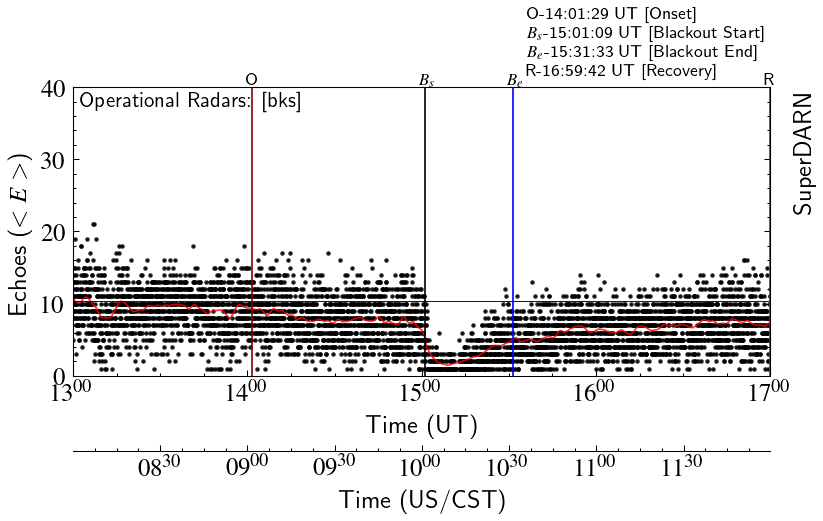 O-14:01:29 UT [Onset]
Bs-15:01:09 UT [Blackout Start]
Be-15:31:33 UT [Blackout End]
R-16:59:42 UT [Recovery]
O Bs Be R
Operational Radars: [bks]
40
30
20
10
0
Echoes (< E >)
SuperDARN
13⁰⁰ 14⁰⁰ 15⁰⁰ 16⁰⁰ 17⁰⁰
Time (UT)
08³⁰ 09⁰⁰ 09³⁰ 10⁰⁰ 10³⁰ 11⁰⁰ 11³⁰
Time (US/CST)